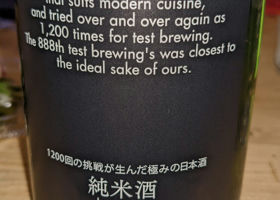 that suits modern cuisine,
and tried over and over again as
1,200 times for test brewing.
The 888th test brewing's was closest to
the ideal sake of ours.
1200回の挑戦が生んだ極みの日本酒
純米酒